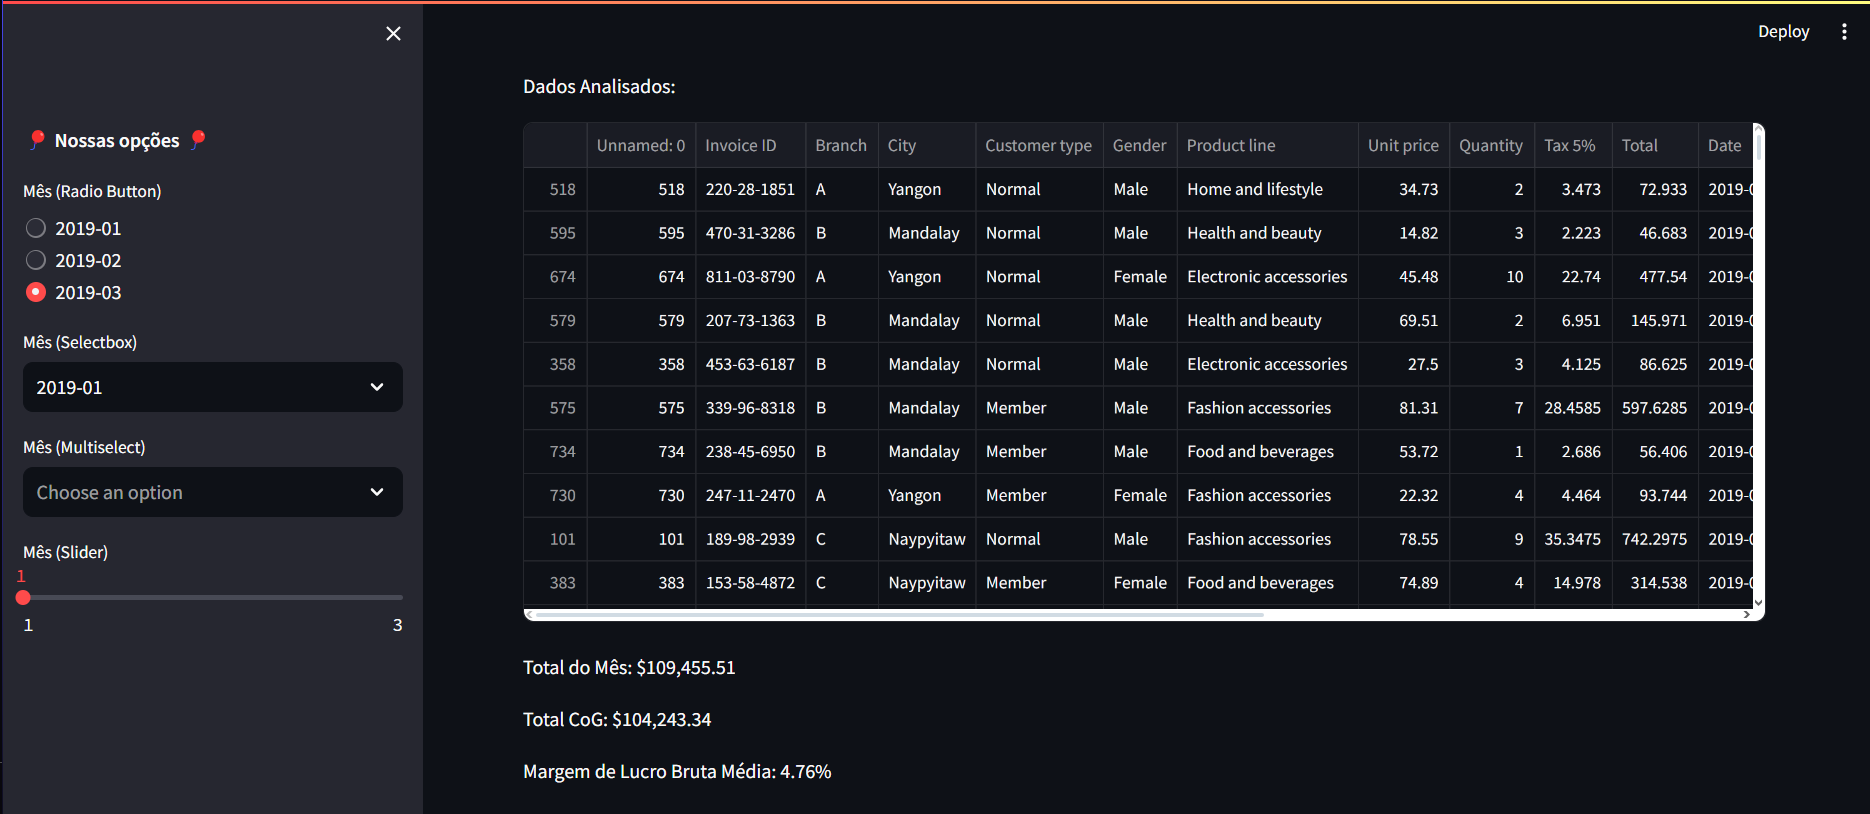 Deploy
🎈 Nossas opções 🎈
Mês (Radio Button)
2019-01
2019-02
2019-03
Mês (Selectbox)
2019-01
Mês (Multiselect)
Choose an option
Mês (Slider)
1
1 3
Dados Analisados:
Unnamed: 0 Invoice ID Branch City Customer type Gender Product line Unit price Quantity Tax 5% Total Date
518 518 220-28-1851 A Yangon Normal Male Home and lifestyle 34.73 2 3.473 72.933 2019-0
595 595 470-31-3286 B Mandalay Normal Male Health and beauty 14.82 3 2.223 46.683 2019-0
674 674 811-03-8790 A Yangon Normal Female Electronic accessories 45.48 10 22.74 477.54 2019-0
579 579 207-73-1363 B Mandalay Normal Male Health and beauty 69.51 2 6.951 145.971 2019-0
358 358 453-63-6187 B Mandalay Normal Male Electronic accessories 27.5 3 4.125 86.625 2019-0
575 575 339-96-8318 B Mandalay Member Male Fashion accessories 81.31 7 28.4585 597.6285 2019-0
734 734 238-45-6950 B Mandalay Member Male Food and beverages 53.72 1 2.686 56.406 2019-0
730 730 247-11-2470 A Yangon Member Female Fashion accessories 22.32 4 4.464 93.744 2019-0
101 101 189-98-2939 C Naypyitaw Normal Male Fashion accessories 78.55 9 35.3475 742.2975 2019-0
383 383 153-58-4872 C Naypyitaw Member Female Food and beverages 74.89 4 14.978 314.538 2019-0
Total do Mês: $109,455.51
Total CoG: $104,243.34
Margem de Lucro Bruta Média: 4.76%